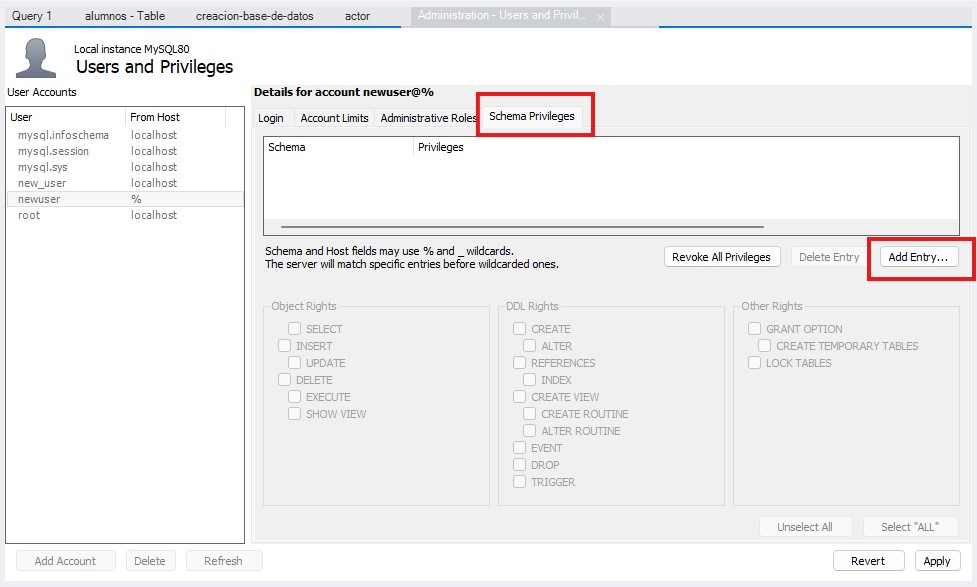 Query 1 alumnos - Table creacion-base-de-datos actor Administration - Users and Privil...
Local instance MySQL80
Users and Privileges
User Accounts
User From Host
mysql.infoschema localhost
mysql.session localhost
mysql.sys localhost
new_user localhost
newuser %
root localhost
Add Account Delete Refresh
Details for account newuser@%
Login Account Limits Administrative Roles Schema Privileges
Schema Privileges
Schema and Host fields may use % and _ wildcards.
The server will match specific entries before wildcarded ones.
Revoke All Privileges Delete Entry Add Entry...
Object Rights
SELECT
INSERT
UPDATE
DELETE
EXECUTE
SHOW VIEW
DDL Rights
CREATE
ALTER
REFERENCES
INDEX
CREATE VIEW
CREATE ROUTINE
ALTER ROUTINE
EVENT
DROP
TRIGGER
Other Rights
GRANT OPTION
CREATE TEMPORARY TABLES
LOCK TABLES
Unselect All Select "ALL"
Revert Apply